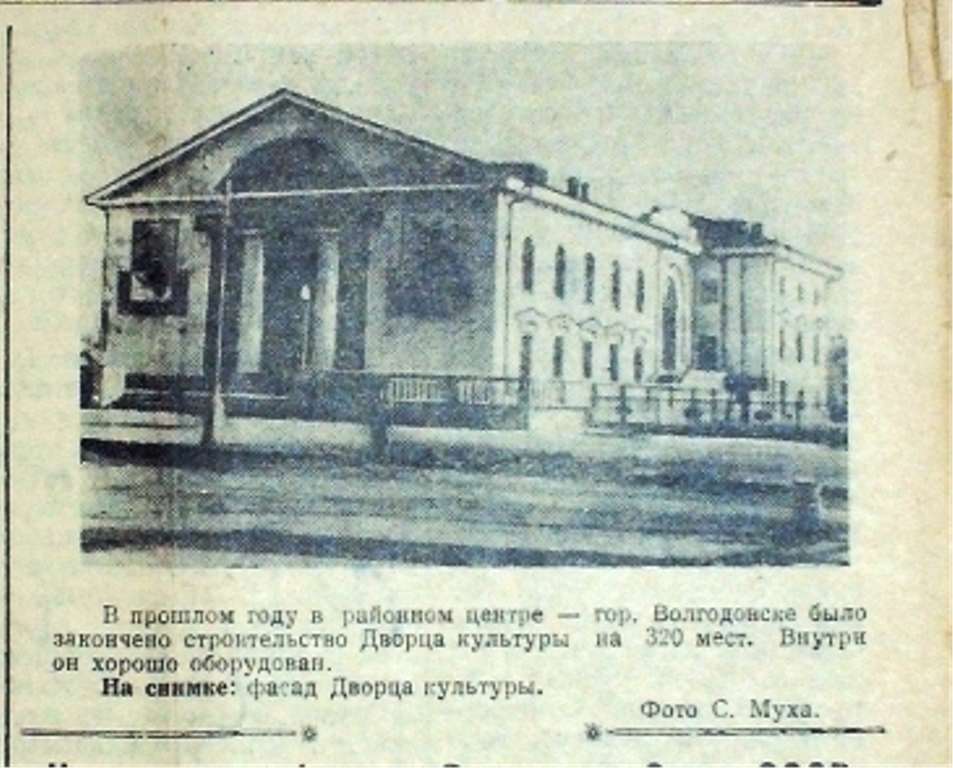 В прошлом году в районном центре — гор. Волгодонске было
закончено строительство Дворца культуры на 320 мест. Внутри
он хорошо оборудован.
На снимке: фасад Дворца культуры.
Фото С. Муха.